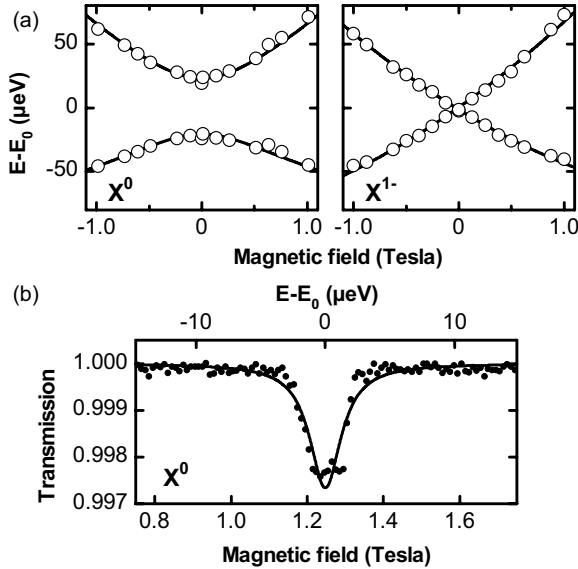 (a)
50
0
-50
E-E₀ (µeV)
X⁰
X¹⁻
-1.0 0 1.0 -1.0 0 1.0
Magnetic field (Tesla)
(b)
E-E₀ (µeV)
-10 0 10
1.000
0.999
0.998
0.997
Transmission
X⁰
0.8 1.0 1.2 1.4 1.6
Magnetic field (Tesla)